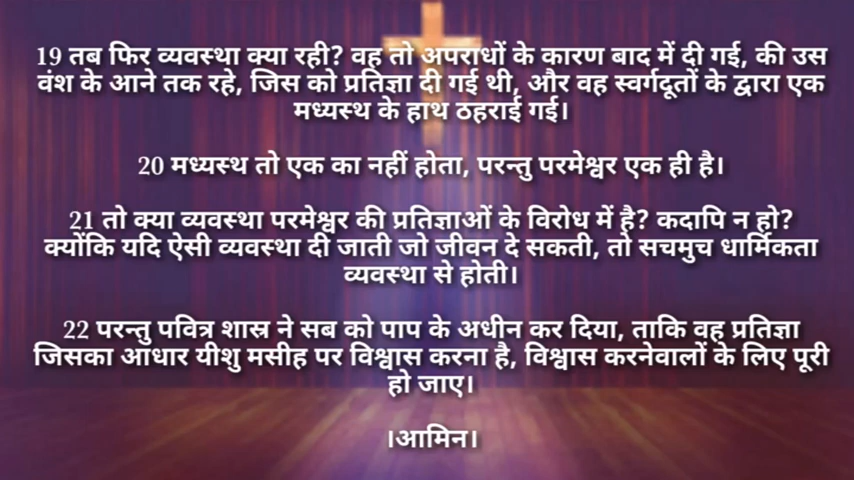 19 तब फिर व्यवस्था क्या रही? वह तो अपराधों के कारण बाद में दी गई, की उस
वंश के आने तक रहे, जिस को प्रतिज्ञा दी गई थी, और वह स्वर्गदूतों के द्वारा एक
मध्यस्थ के हाथ ठहराई गई।
20 मध्यस्थ तो एक का नहीं होता, परन्तु परमेश्वर एक ही है।
21 तो क्या व्यवस्था परमेश्वर की प्रतिज्ञाओं के विरोध में है? कदापि न हो?
क्योंकि यदि ऐसी व्यवस्था दी जाती जो जीवन दे सकती, तो सचमुच धार्मिकता
व्यवस्था से होती।
22 परन्तु पवित्र शास्र ने सब को पाप के अधीन कर दिया, ताकि वह प्रतिज्ञा
जिसका आधार यीशु मसीह पर विश्वास करना है, विश्वास करनेवालों के लिए पूरी
हो जाए।
।आमिन।